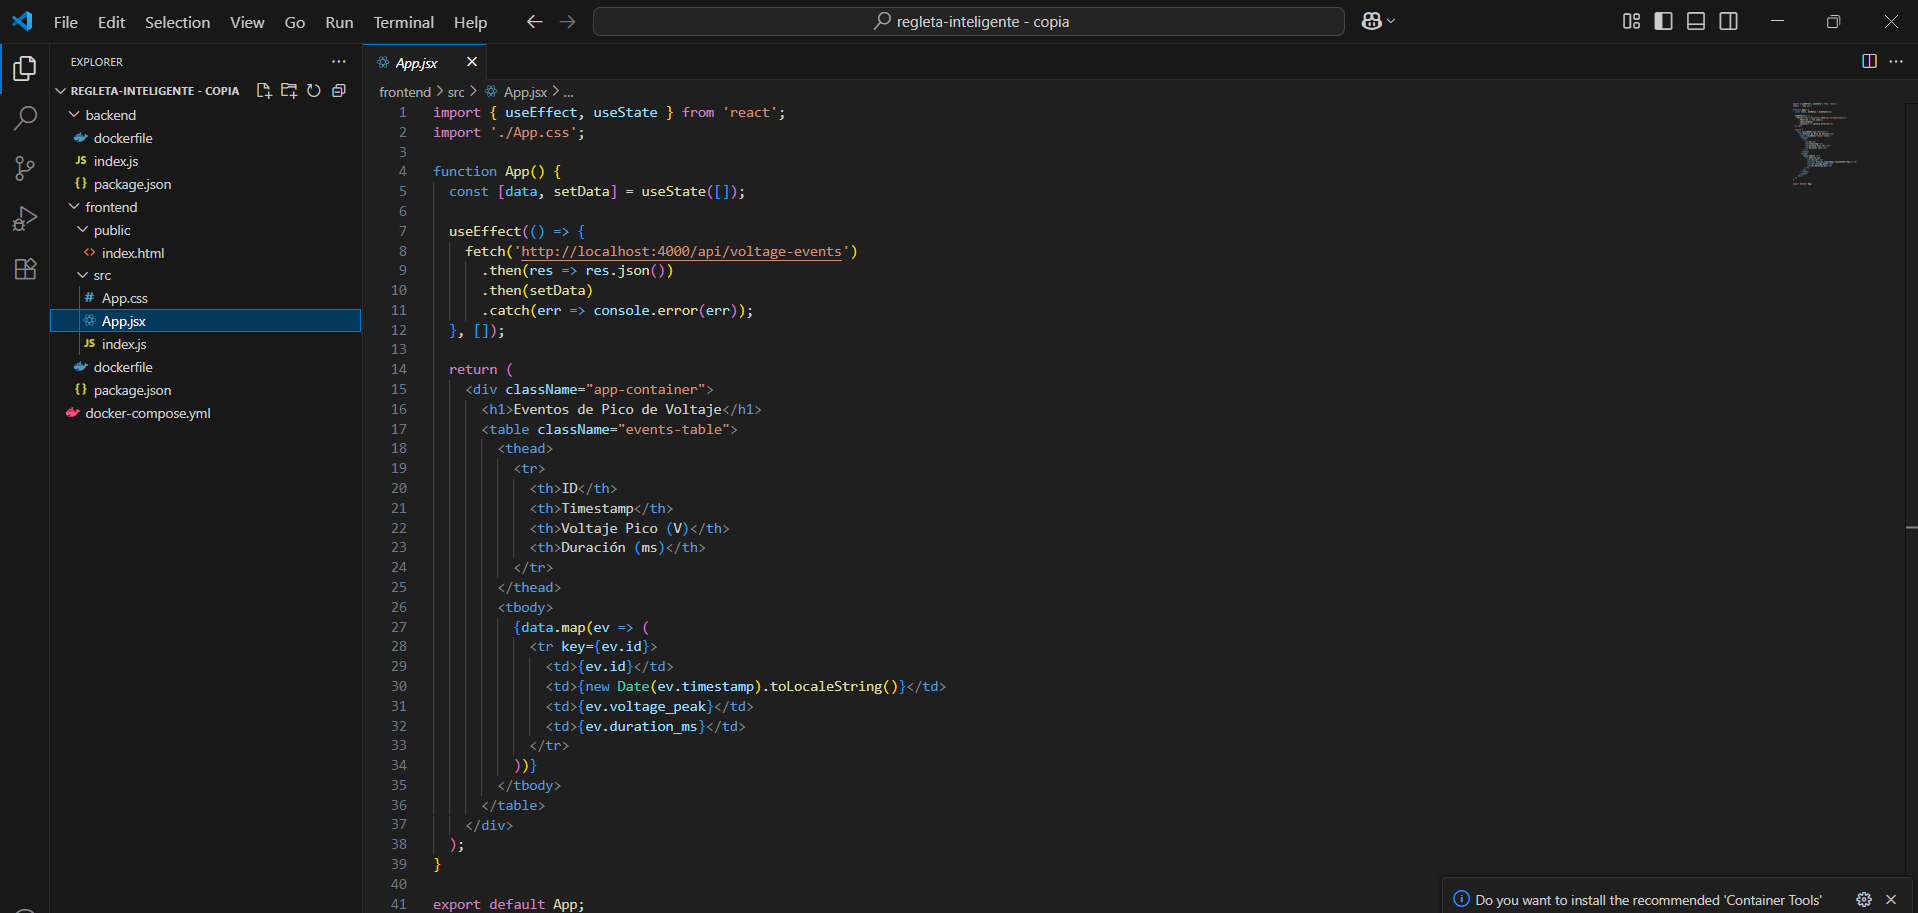 File Edit Selection View Go Run Terminal Help
regleta-inteligente - copia
EXPLORER
REGLETA-INTELIGENTE - COPIA
backend
dockerfile
JS index.js
{} package.json
frontend
public
<> index.html
src
# App.css
App.jsx
JS index.js
dockerfile
{} package.json
docker-compose.yml
App.jsx
frontend > src > App.jsx > ...
1 import { useEffect, useState } from 'react';
2 import './App.css';
3
4 function App() {
5 const [data, setData] = useState([]);
6
7 useEffect(() => {
8 fetch('http://localhost:4000/api/voltage-events')
9 .then(res => res.json())
10 .then(setData)
11 .catch(err => console.error(err));
12 }, []);
13
14 return (
15 <div className="app-container">
16 <h1>Eventos de Pico de Voltaje</h1>
17 <table className="events-table">
18 <thead>
19 <tr>
20 <th>ID</th>
21 <th>Timestamp</th>
22 <th>Voltaje Pico (V)</th>
23 <th>Duración (ms)</th>
24 </tr>
25 </thead>
26 <tbody>
27 {data.map(ev => (
28 <tr key={ev.id}>
29 <td>{ev.id}</td>
30 <td>{new Date(ev.timestamp).toLocaleString()}</td>
31 <td>{ev.voltage_peak}</td>
32 <td>{ev.duration_ms}</td>
33 </tr>
34 ))}
35 </tbody>
36 </table>
37 </div>
38 );
39 }
40
41 export default App;
Do you want to install the recommended 'Container Tools'